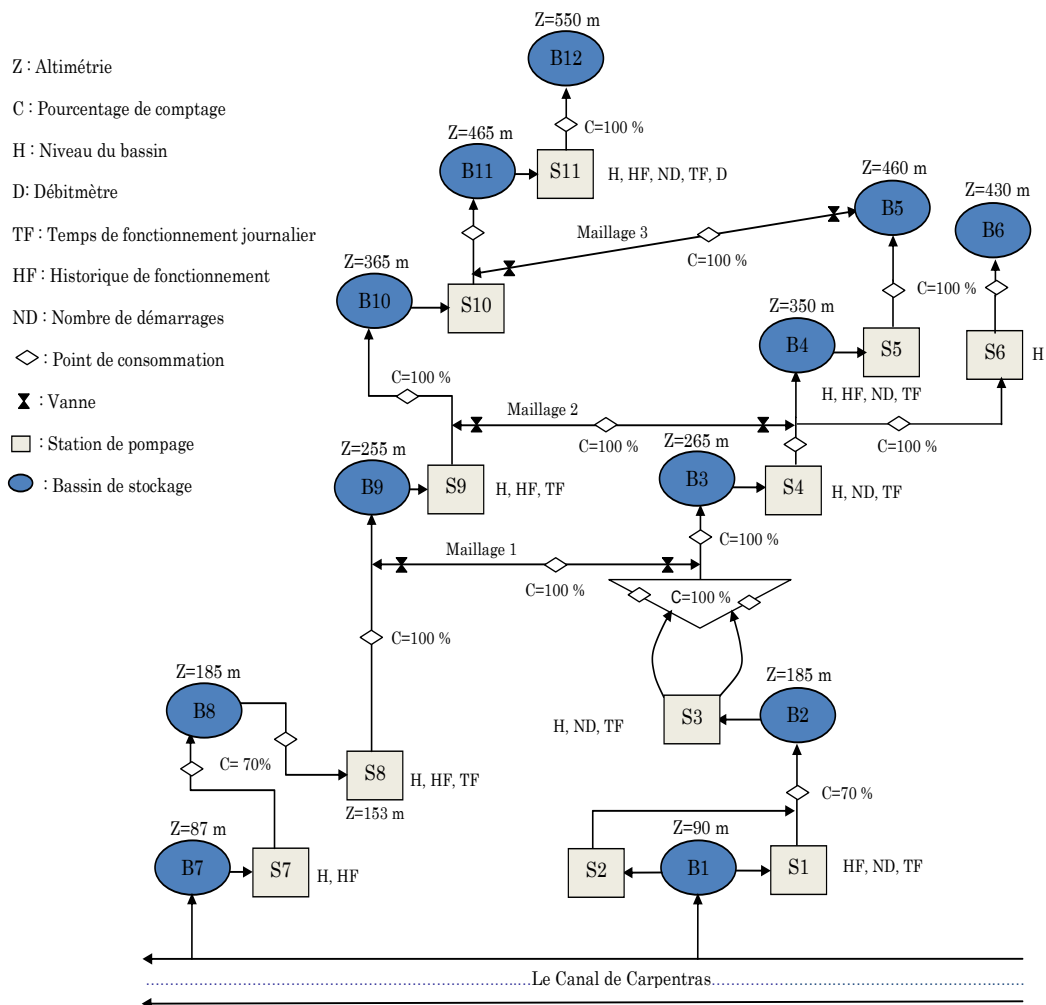 Z : Altimétrie
C : Pourcentage de comptage
H : Niveau du bassin
D: Débitmètre
TF : Temps de fonctionnement journalier
HF : Historique de fonctionnement
ND : Nombre de démarrages
: Point de consommation
: Vanne
: Station de pompage
: Bassin de stockage
Z=550 m
B12
C=100 %
Z=465 m
B11
S11
H, HF, ND, TF, D
Z=460 m
B5
Z=430 m
B6
Maillage 3
C=100 %
Z=365 m
B10
S10
C=100 %
Z=350 m
B4
S5
S6
H
H, HF, ND, TF
C=100 %
Maillage 2
C=100 %
C=100 %
Z=255 m
B9
S9
H, HF, TF
Z=265 m
B3
S4
H, ND, TF
C=100 %
Maillage 1
C=100 %
C=100 %
C=100 %
Z=185 m
B8
C= 70%
S8
H, HF, TF
Z=153 m
Z=185 m
B2
S3
H, ND, TF
C=70 %
Z=87 m
B7
S7
H, HF
Z=90 m
S2
B1
S1
HF, ND, TF
Le Canal de Carpentras